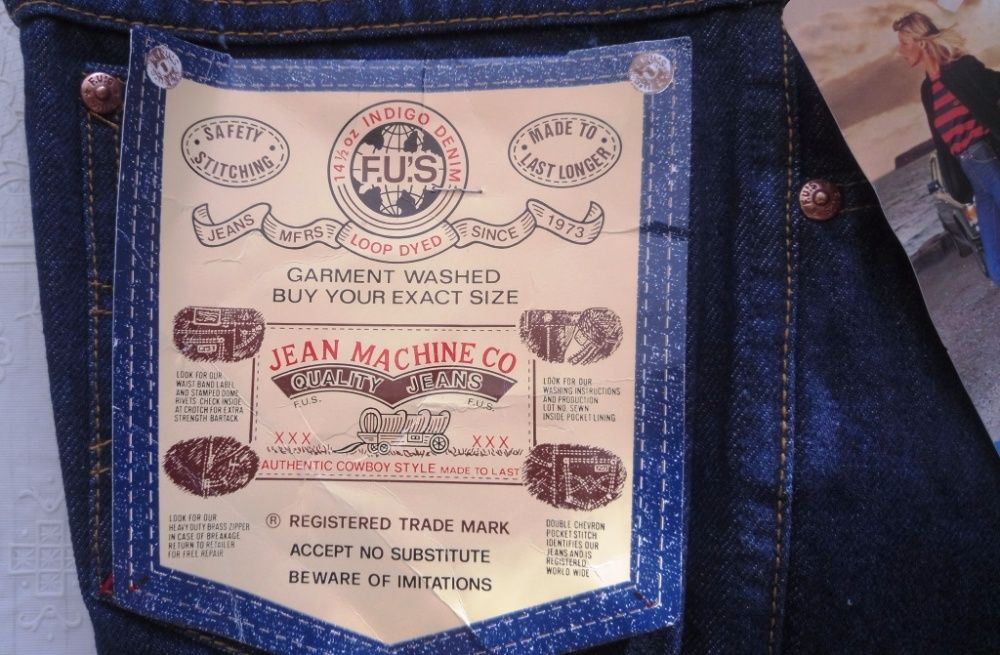 F.U'S
SAFETY
STITCHING
14½oz INDIGO DENIM
F.U.'S
MADE TO
LAST LONGER
JEANS MFRS LOOP DYED SINCE 1973
GARMENT WASHED
BUY YOUR EXACT SIZE
JEAN MACHINE CO
QUALITY JEANS
F.U.S. F.U.S.
XXX XXX
AUTHENTIC COWBOY STYLE MADE TO LAST
LOOK FOR OUR
WAIST BAND LABEL
AND STAMPED DOME
RIVETS CHECK INSIDE
AT CROTCH FOR EXTRA
STRENGTH BARTACK
LOOK FOR OUR
WASHING INSTRUCTIONS
AND PRODUCTION
LOT NO. SEWN
INSIDE POCKET LINING
LOOK FOR OUR
HEAVY DUTY BRASS ZIPPER
IN CASE OF BREAKAGE
RETURN TO RETAILER
FOR FREE REPAIR
® REGISTERED TRADE MARK
ACCEPT NO SUBSTITUTE
BEWARE OF IMITATIONS
DOUBLE CHEVRON
POCKET STITCH
IDENTIFIES OUR
JEANS AND IS
REGISTERED
WORLD WIDE
F.U'S